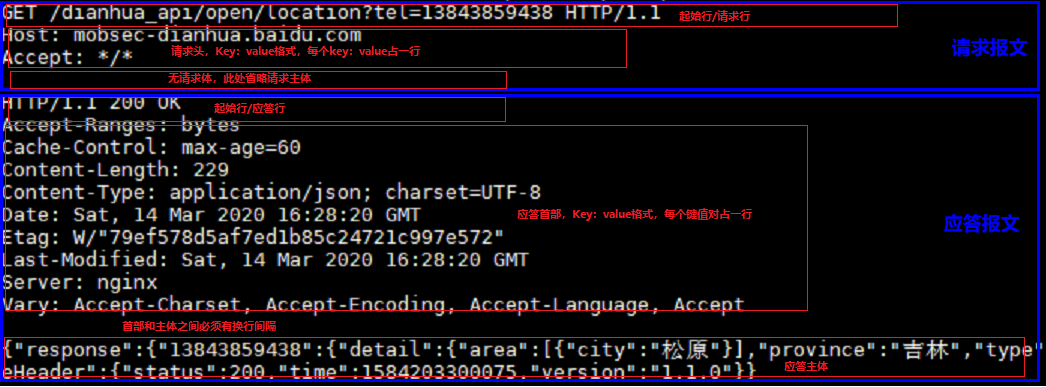 GET /dianhua_api/open/location?tel=13843859438 HTTP/1.1
起始行/请求行
Host: mobsec-dianhua.baidu.com
请求头，Key：value格式，每个key：value占一行
请求报文
Accept: */*
无请求体，此处省略请求主体
HTTP/1.1 200 OK
起始行/应答行
Accept-Ranges: bytes
Cache-Control: max-age=60
Content-Length: 229
Content-Type: application/json; charset=UTF-8
Date: Sat, 14 Mar 2020 16:28:20 GMT
应答首部，Key：value格式，每个键值对占一行
应答报文
Etag: W/"79ef578d5af7ed1b85c24721c997e572"
Last-Modified: Sat, 14 Mar 2020 16:28:20 GMT
Server: nginx
Vary: Accept-Charset, Accept-Encoding, Accept-Language, Accept
首部和主体之间必须有换行间隔
{"response":{"13843859438":{"detail":{"area":[{"city":"松原"}],"province":"吉林","type"
应答主体
eHeader":{"status":200,"time":1584203300075,"version":"1.1.0"}}